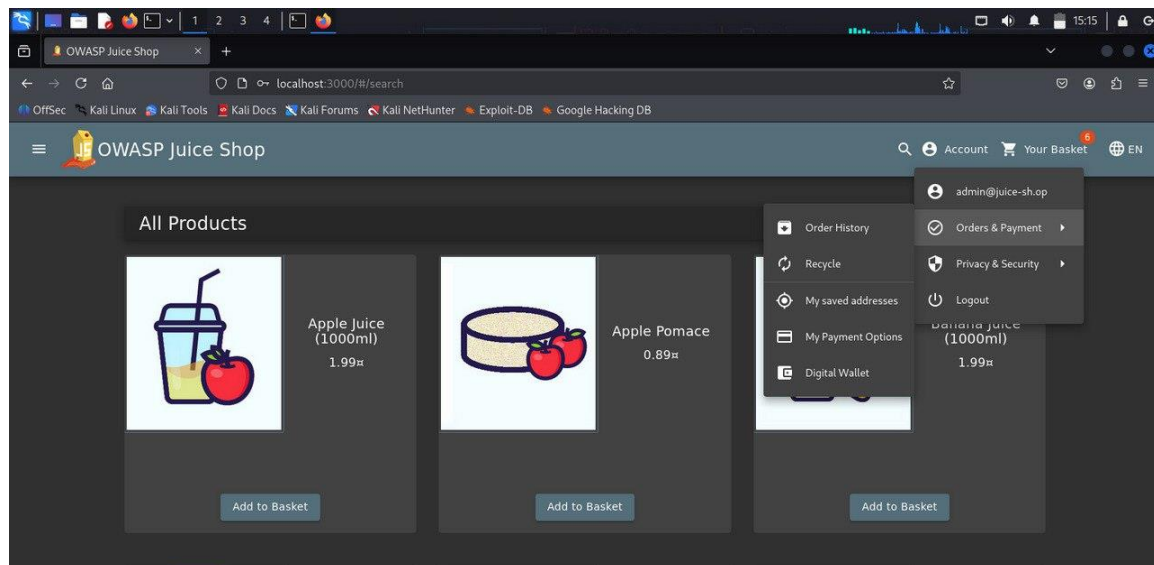 1 2 3 4
15:15
OWASP Juice Shop
localhost:3000/#/search
OffSec Kali Linux Kali Tools Kali Docs Kali Forums Kali NetHunter Exploit-DB Google Hacking DB
OWASP Juice Shop
Account
Your Basket
6
EN
admin@juice-sh.op
Orders & Payment
Privacy & Security
Logout
Order History
Recycle
My saved addresses
My Payment Options
Digital Wallet
All Products
Apple Juice
(1000ml)
1.99¤
Add to Basket
Apple Pomace
0.89¤
Add to Basket
Banana Juice
(1000ml)
1.99¤
Add to Basket